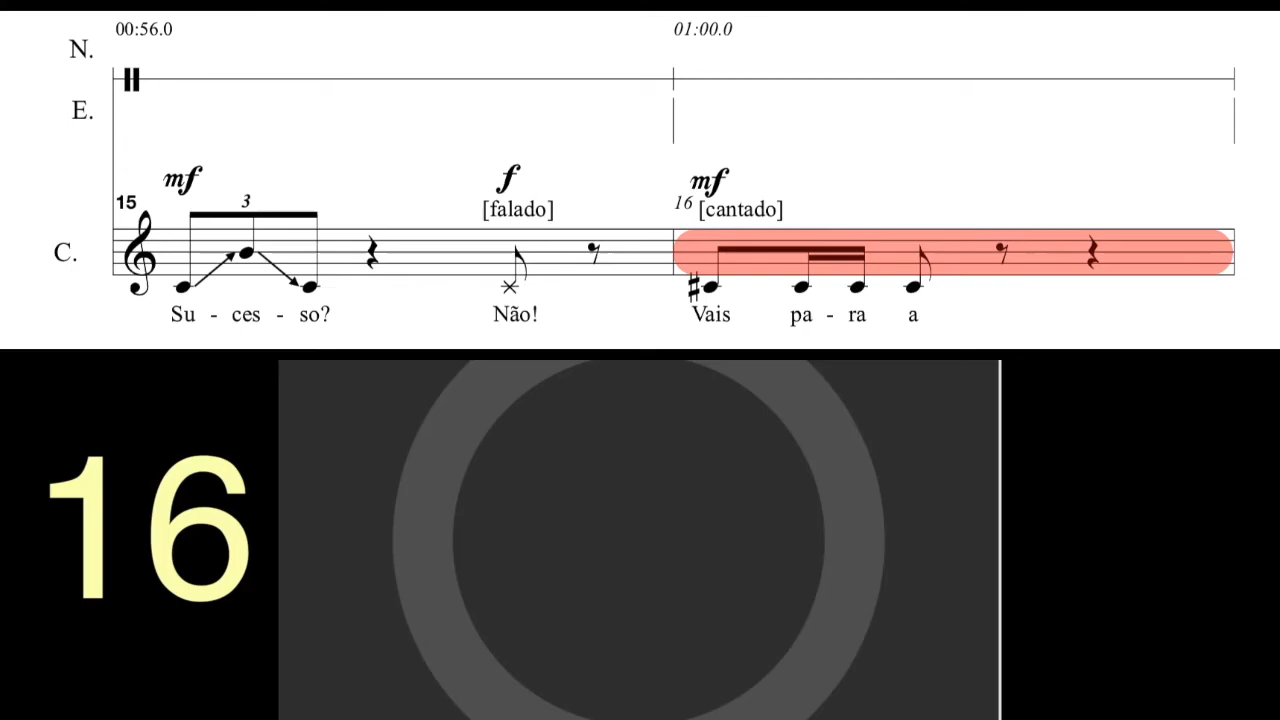 00:56.0 01:00.0
N.
E.
mf f mf
15 3 [falado] 16 [cantado]
C.
Su - ces - so? Não! Vais pa - ra a
16